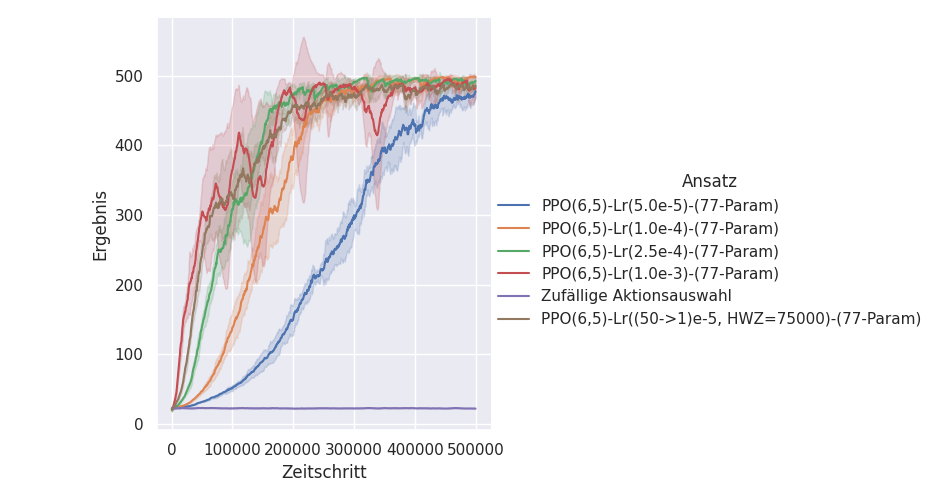 500
400
300
200
100
0
Ergebnis
0
100000
200000
300000
400000
500000
Zeitschritt
Ansatz
PPO(6,5)-Lr(5.0e-5)-(77-Param)
PPO(6,5)-Lr(1.0e-4)-(77-Param)
PPO(6,5)-Lr(2.5e-4)-(77-Param)
PPO(6,5)-Lr(1.0e-3)-(77-Param)
Zufällige Aktionsauswahl
PPO(6,5)-Lr((50->1)e-5, HWZ=75000)-(77-Param)